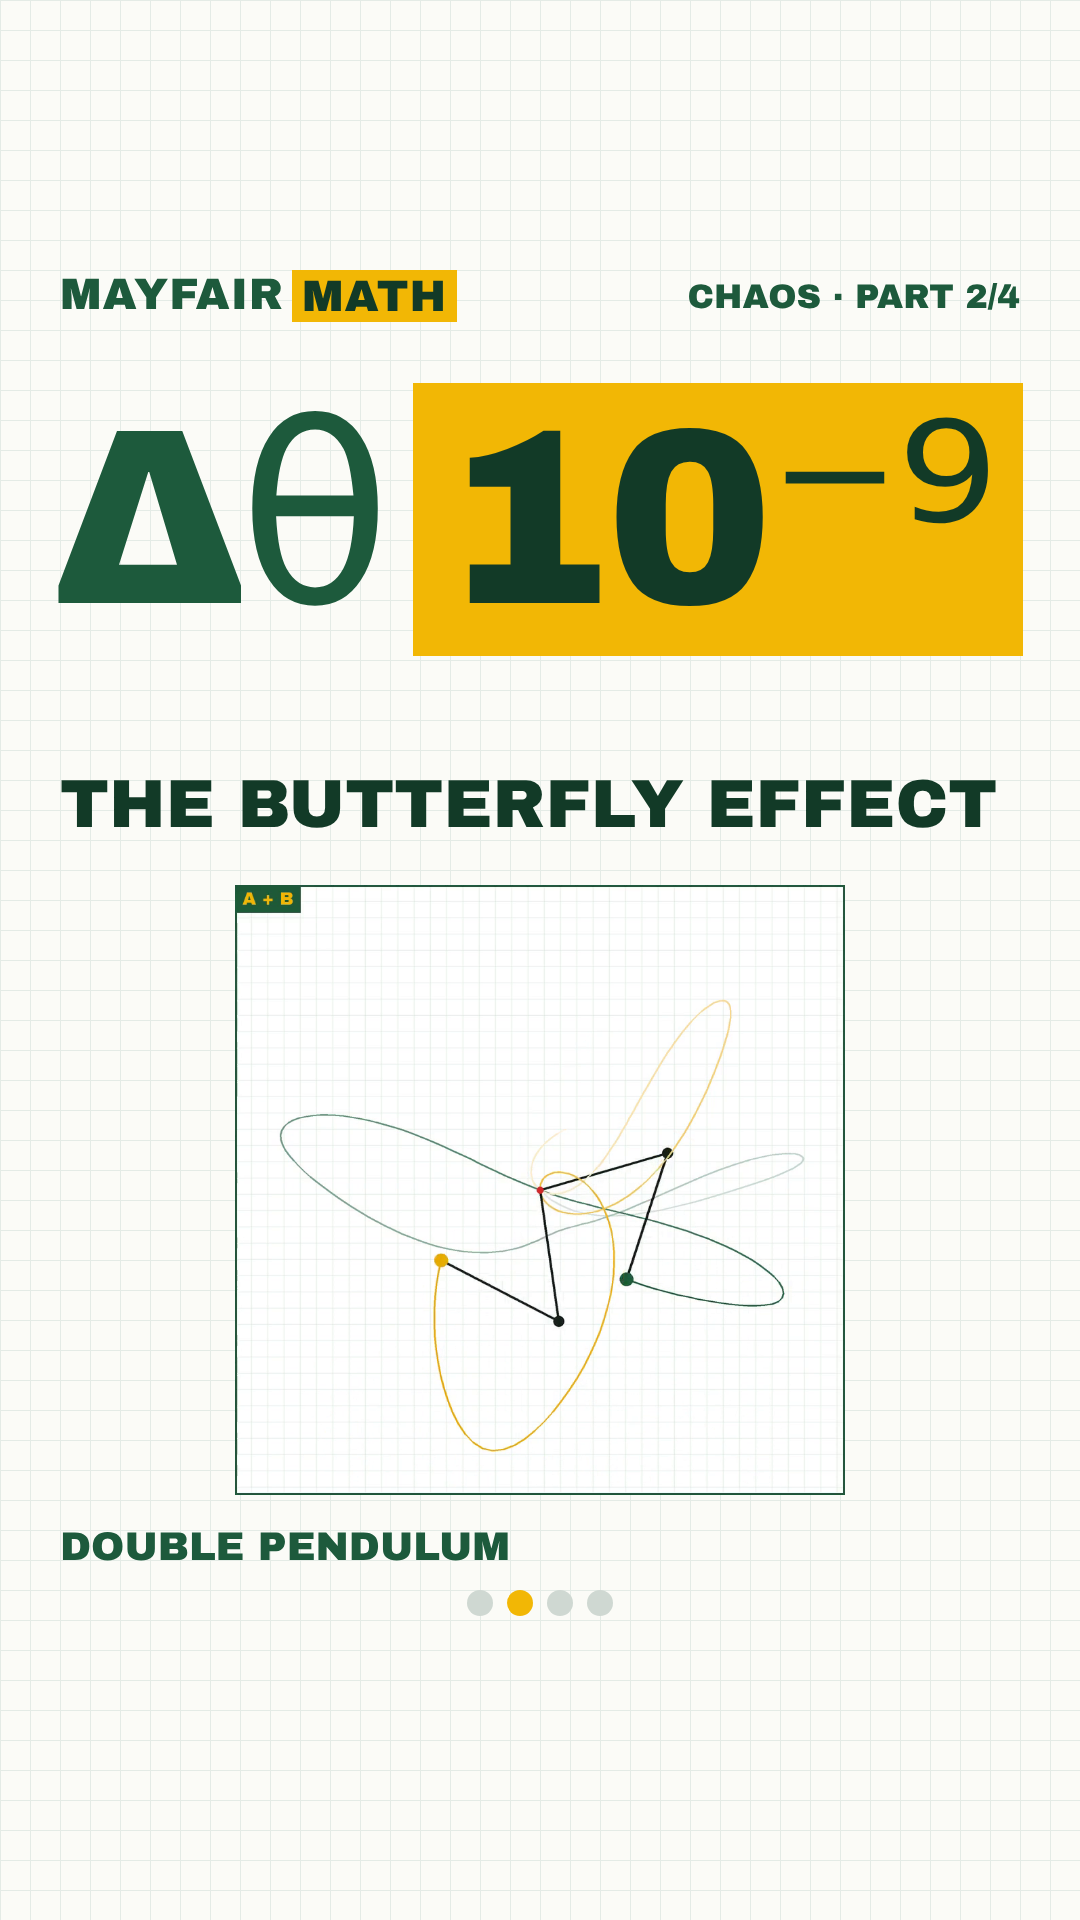 MAYFAIR MATH
CHAOS · PART 2/4
Δθ 10⁻⁹
THE BUTTERFLY EFFECT
A + B
DOUBLE PENDULUM